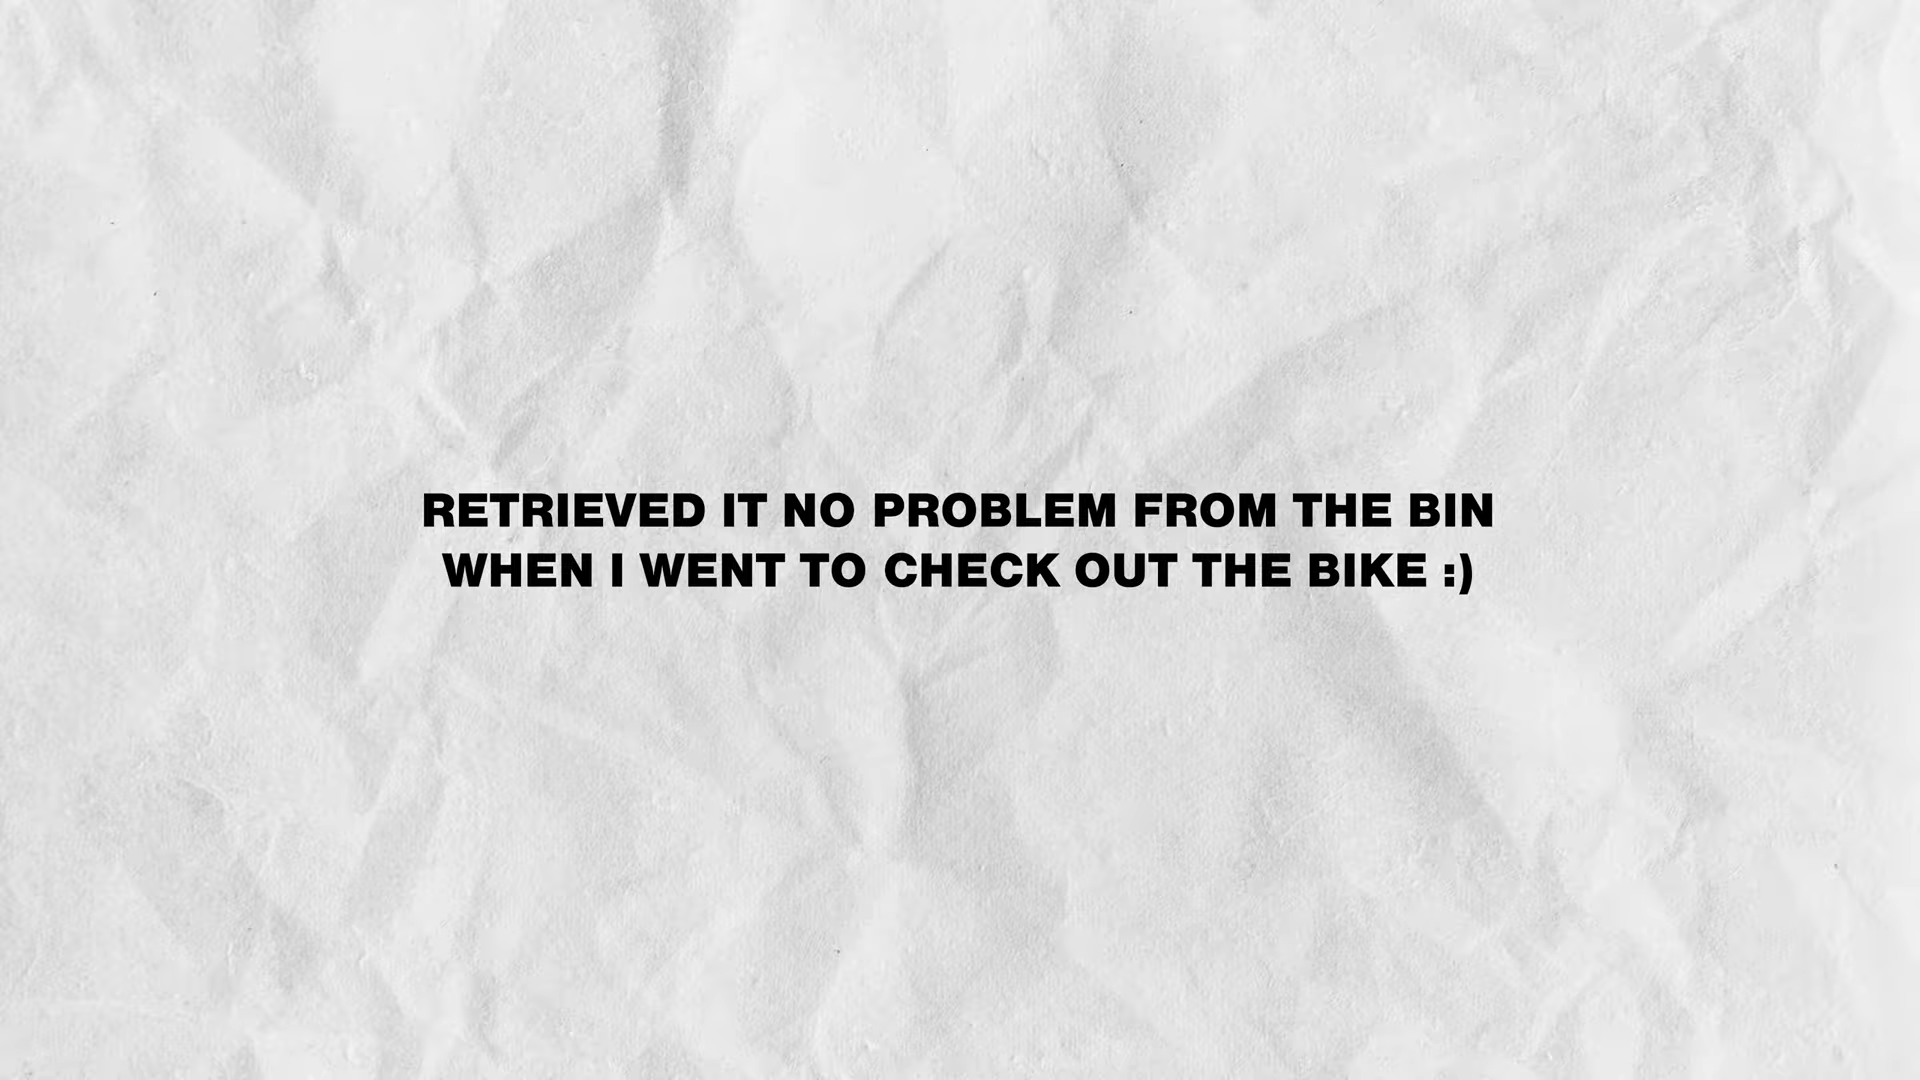 RETRIEVED IT NO PROBLEM FROM THE BIN
WHEN I WENT TO CHECK OUT THE BIKE :)